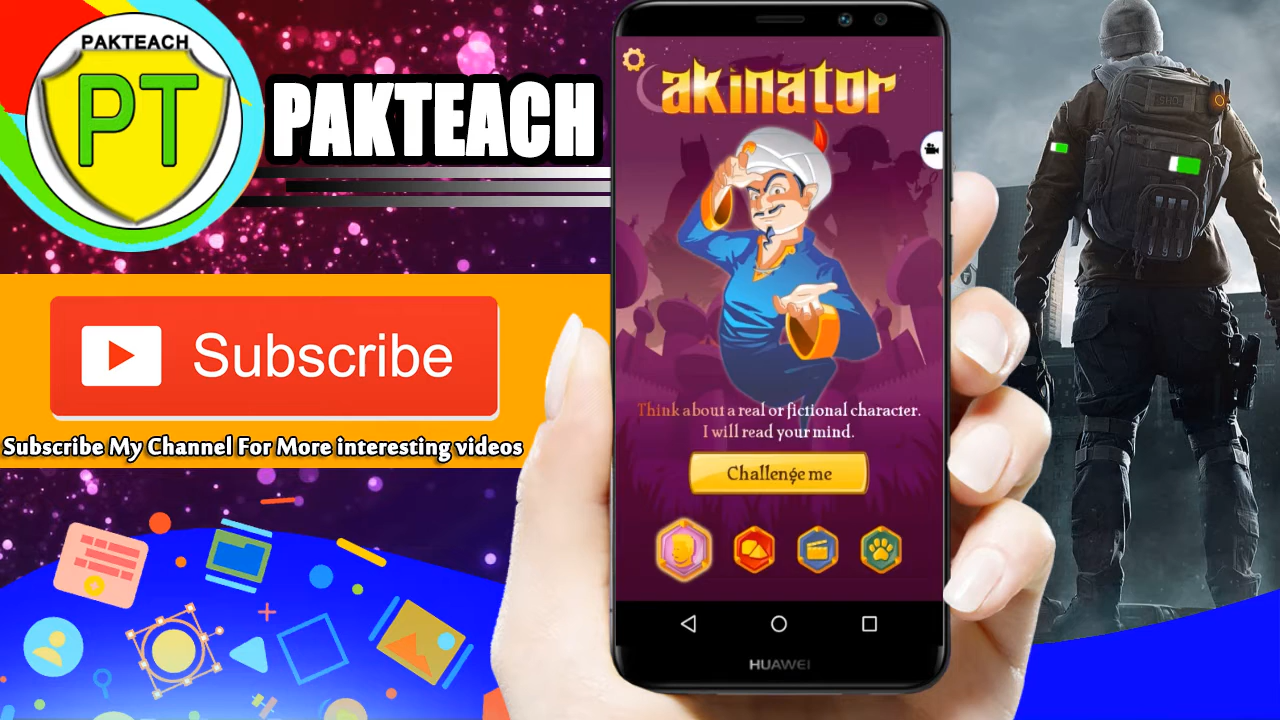 PAKTEACH
PT
PAKTEACH
Subscribe
Subscribe My Channel For More interesting videos
akinator
Think about a real or fictional character.
I will read your mind.
Challenge me
HUAWEI